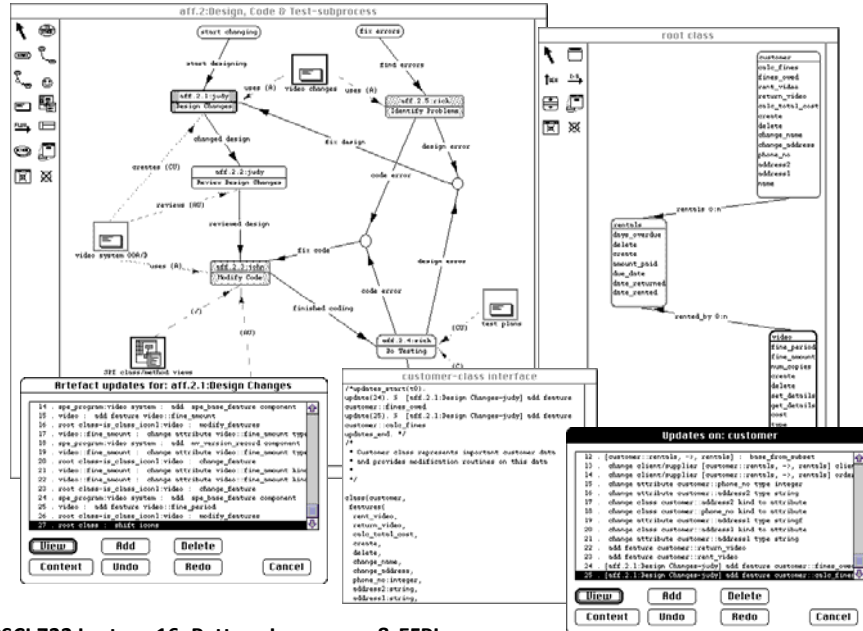 aff.2:Design, Code & Test-subprocess
start changing
fix errors
start designing
find errors
uses (A)
video changes
uses (A)
aff.2.1:judy
Design Changes
aff.2.5:rich
Identify Problems
changed design
fix design
design error
creates (CU)
code error
aff.2.2:judy
Review Design Changes
reviews (AU)
reviewed design
video system OOA/D
fix code
uses (A)
design error
aff.2.3:john
Modify Code
code error
finished coding
(CU)
test plans
(/)
(AU)
aff.2.4:rich
Do Testing
(C)
SPE class/method views
root class
customer
calc_fines
fines_owed
rent_video
return_video
calc_total_cost
create
delete
change_name
change_address
phone_no
address2
address1
name
rentals 0:n
rentals
days_overdue
delete
create
amount_paid
due_date
date_returned
date_rented
rented_by 0:n
video
fine_period
fine_amount
num_copies
create
delete
set_details
get_details
cost
type
Artefact updates for: aff.2.1:Design Changes
14 . spe_program:video system : add spe_base_feature component
15 . video : add feature video::fine_amount
16 . root class-is_class_icon1:video : modify_features
17 . video::fine_amount : change attribute video::fine_amount type
18 . spe_program:video system : add mv_version_record component
19 . video::fine_amount : change attribute video::fine_amount type
20 . root class-is_class_icon1:video : change_feature
21 . video::fine_amount : change attribute video::fine_amount kind
22 . video::fine_amount : change attribute video::fine_amount kind
23 . root class-is_class_icon1:video : change_feature
24 . spe_program:video system : add spe_base_feature component
25 . video : add feature video::fine_period
26 . root class-is_class_icon1:video : modify_features
27 . root class : shift icons
View Add Delete
Context Undo Redo Cancel
customer-class interface
/*updates_start(t0).
update(24). 5 [aff.2.1:Design Changes-judy] add feature
customer::fines_owed
update(25). 5 [aff.2.1:Design Changes-judy] add feature
customer::calc_fines
updates_end. */
/*
* Customer class represents important customer data
* and provides modification routines on this data
*
*/
class(customer,
features(
rent_video,
return_video,
calc_total_cost,
create,
delete,
change_name,
change_address,
phone_no:integer,
address2:string,
address1:string,
Updates on: customer
12 . [customer::rentals, ->, rentals] : base_from_subset
13 . change client/supplier [customer::rentals, ->, rentals] clien
14 . change client/supplier [customer::rentals, ->, rentals] order
15 . change attribute customer::phone_no type integer
16 . change attribute customer::address2 type string
17 . change class customer::address2 kind to attribute
18 . change class customer::phone_no kind to attribute
19 . change attribute customer::address1 type stringf
20 . change class customer::address1 kind to attribute
21 . change attribute customer::address1 type string
22 . add feature customer::return_video
23 . add feature customer::rent_video
24 . [aff.2.1:Design Changes-judy] add feature customer::fines_owe
25 . [aff.2.1:Design Changes-judy] add feature customer::calc_fine
View Add Delete
Context Undo Redo Cancel